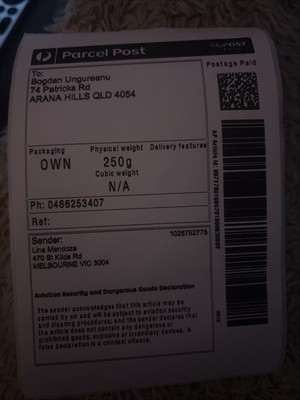 Parcel Post
AUSPOST
To:
Bogdan Ungureanu
74 Patricks Rd
ARANA HILLS QLD 4054
Postage Paid
Packaging
OWN
Physical weight
250g
Cubic weight
N/A
Delivery features
Ph: 0466253407
Ref:
Sender:
1026752775
Lina Mendoza
470 St Kilda Rd
MELBOURNE VIC 3004
Aviation Security and Dangerous Goods Declaration
The sender acknowledges that this article may be
carried by air and will be subject to aviation security
and clearing procedures; and the sender declares that
the article does not contain any dangerous or
prohibited goods, explosive or incendiary devices. a
false declaration is a criminal offence.
AP Article Id: